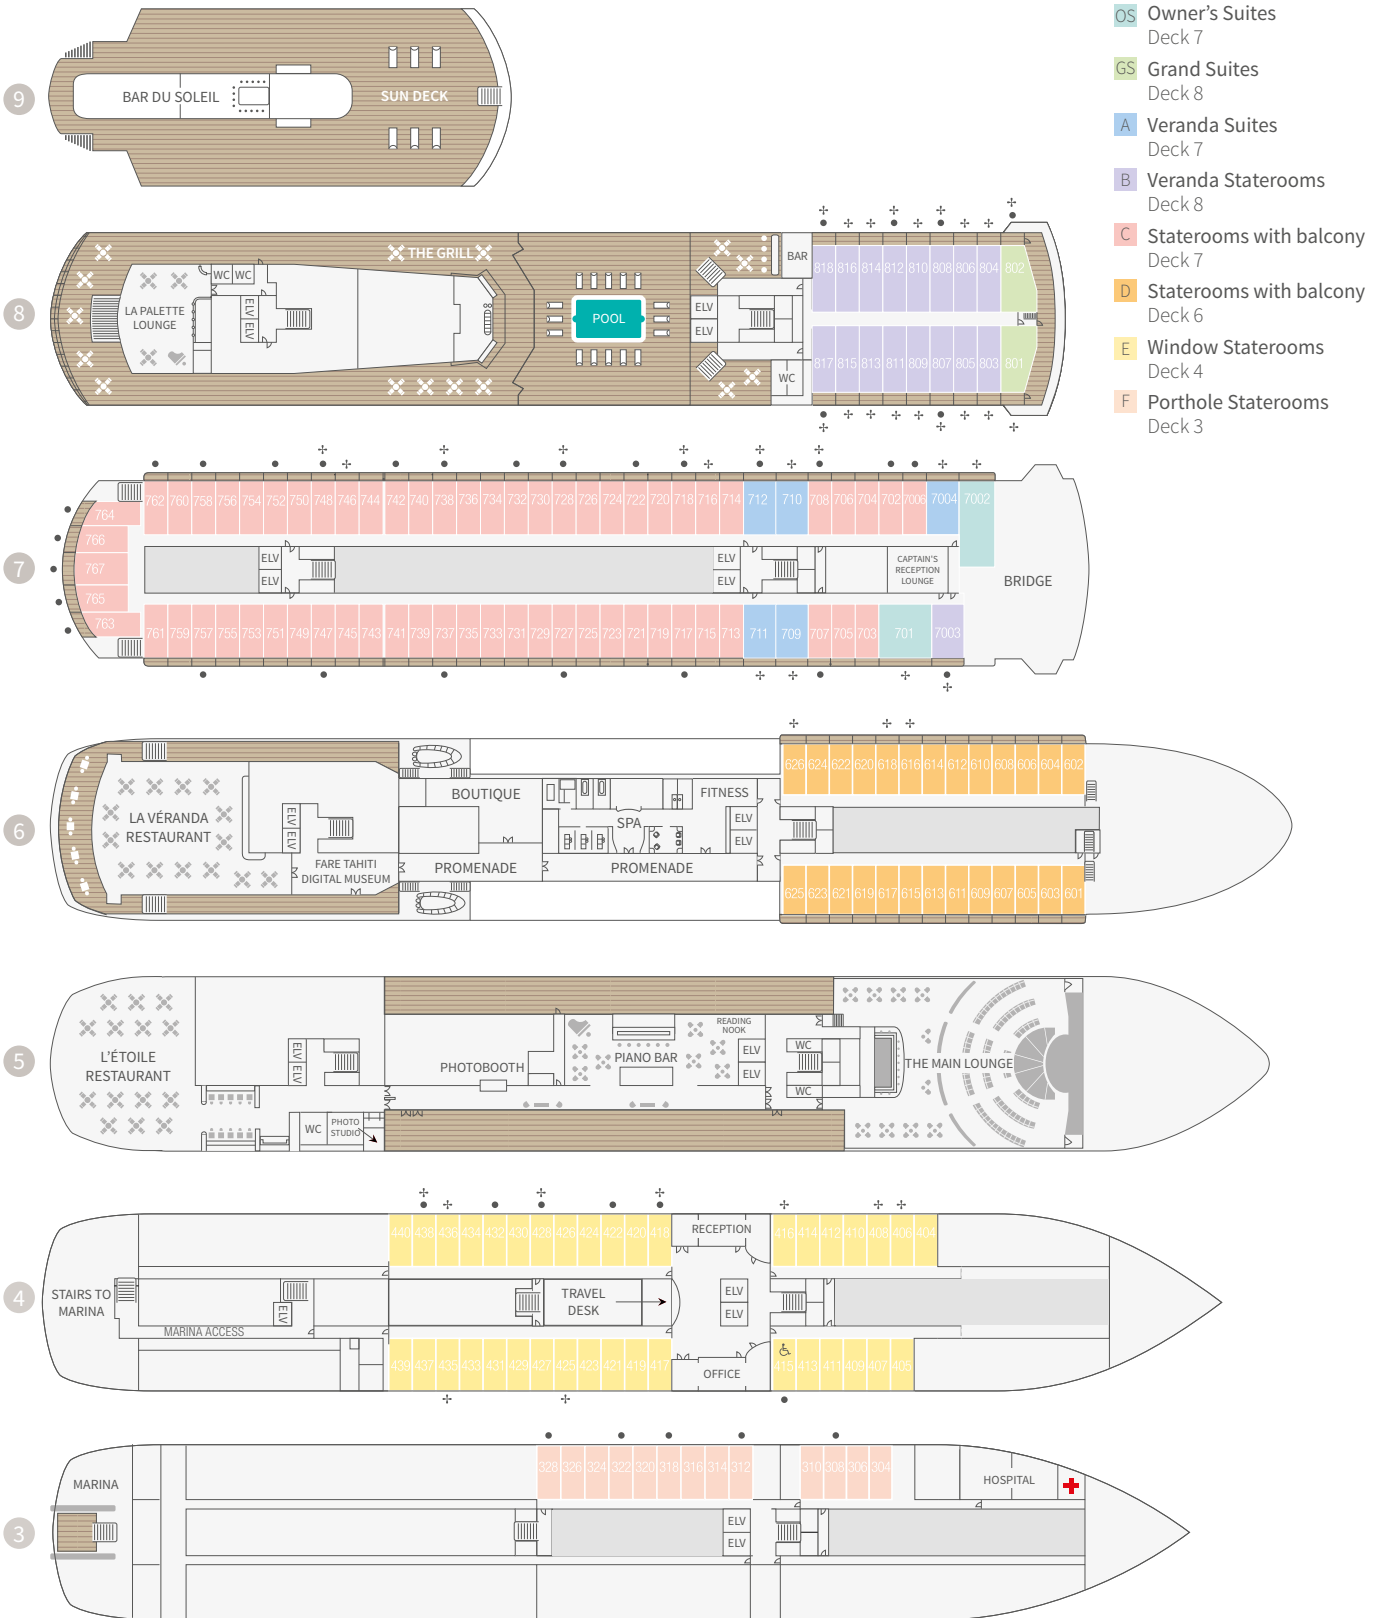 OS Owner's Suites
Deck 7
GS Grand Suites
Deck 8
A Veranda Suites
Deck 7
B Veranda Staterooms
Deck 8
C Staterooms with balcony
Deck 7
D Staterooms with balcony
Deck 6
E Window Staterooms
Deck 4
F Porthole Staterooms
Deck 3
9
BAR DU SOLEIL
SUN DECK
8
THE GRILL
WC WC
LA PALETTE
LOUNGE
ELV ELV
POOL
ELV
ELV
BAR
WC
818 816 814 812 810 808 806 804 802
817 815 813 811 809 807 805 803 801
7
762 760 758 756 754 752 750 748 746 744 742 740 738 736 734 732 730 728 726 724 722 720 718 716 714 712 710 708 706 704 702 7006 7004 7002
764
766
767
765
763
ELV
ELV
ELV
ELV
CAPTAIN'S
RECEPTION
LOUNGE
BRIDGE
761 759 757 755 753 751 749 747 745 743 741 739 737 735 733 731 729 727 725 723 721 719 717 715 713 711 709 707 705 703 701 7003
6
626 624 622 620 618 616 614 612 610 608 606 604 602
LA VÉRANDA
RESTAURANT
ELV ELV
FARE TAHITI
DIGITAL MUSEUM
BOUTIQUE
PROMENADE
SPA
FITNESS
ELV
ELV
PROMENADE
625 623 621 619 617 615 613 611 609 607 605 603 601
5
L'ÉTOILE
RESTAURANT
ELV ELV
WC
PHOTO
STUDIO
PHOTOBOOTH
PIANO BAR
READING
NOOK
ELV
ELV
WC
WC
THE MAIN LOUNGE
4
440 438 436 434 432 430 428 426 424 422 420 418
RECEPTION
416 414 412 410 408 406 404
STAIRS TO
MARINA
ELV
MARINA ACCESS
TRAVEL
DESK
ELV
ELV
439 437 435 433 431 429 427 425 423 421 419 417
OFFICE
415 413 411 409 407 405
3
MARINA
328 326 324 322 320 318 316 314 312
310 308 306 304
HOSPITAL
ELV
ELV